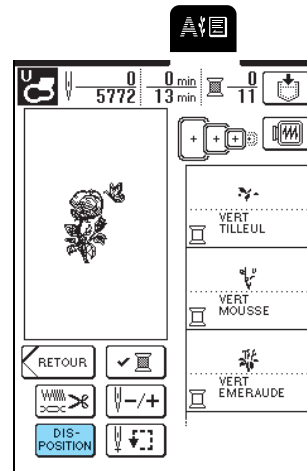 A
U
0
5772
0 min
13 min
0
11
VERT
TILLEUL
VERT
MOUSSE
VERT
EMERAUDE
RETOUR
-/+
DIS-
POSITION